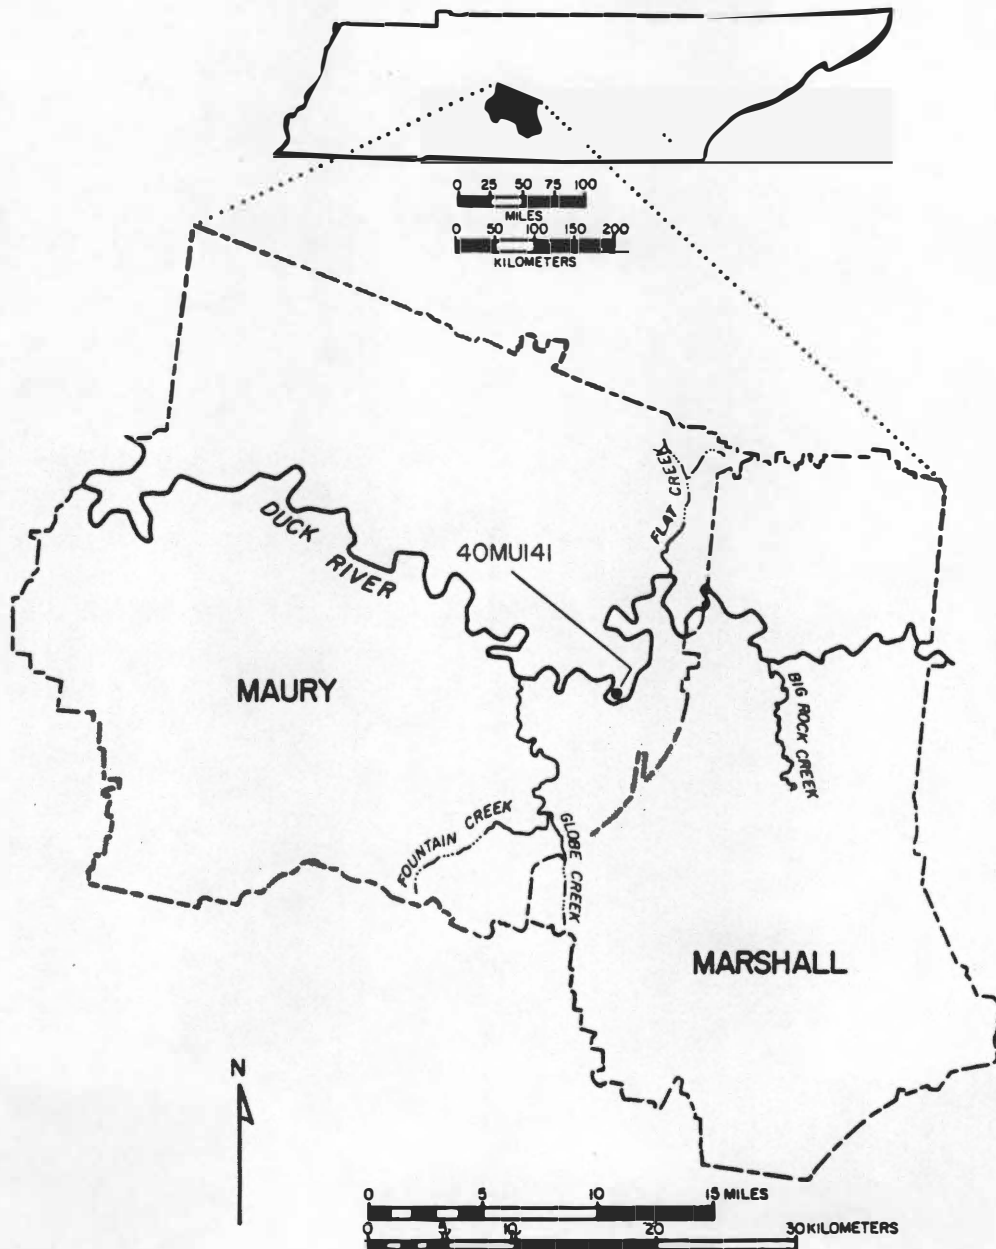 0 25 50 75 100
MILES
0 50 100 150 200
KILOMETERS
FLAT CREEK
DUCK
RIVER
40MU141
MAURY
BIG ROCK CREEK
FOUNTAIN CREEK
GLOBE CREEK
MARSHALL
N
0 5 10 15 MILES
0 5 10 20 30 KILOMETERS